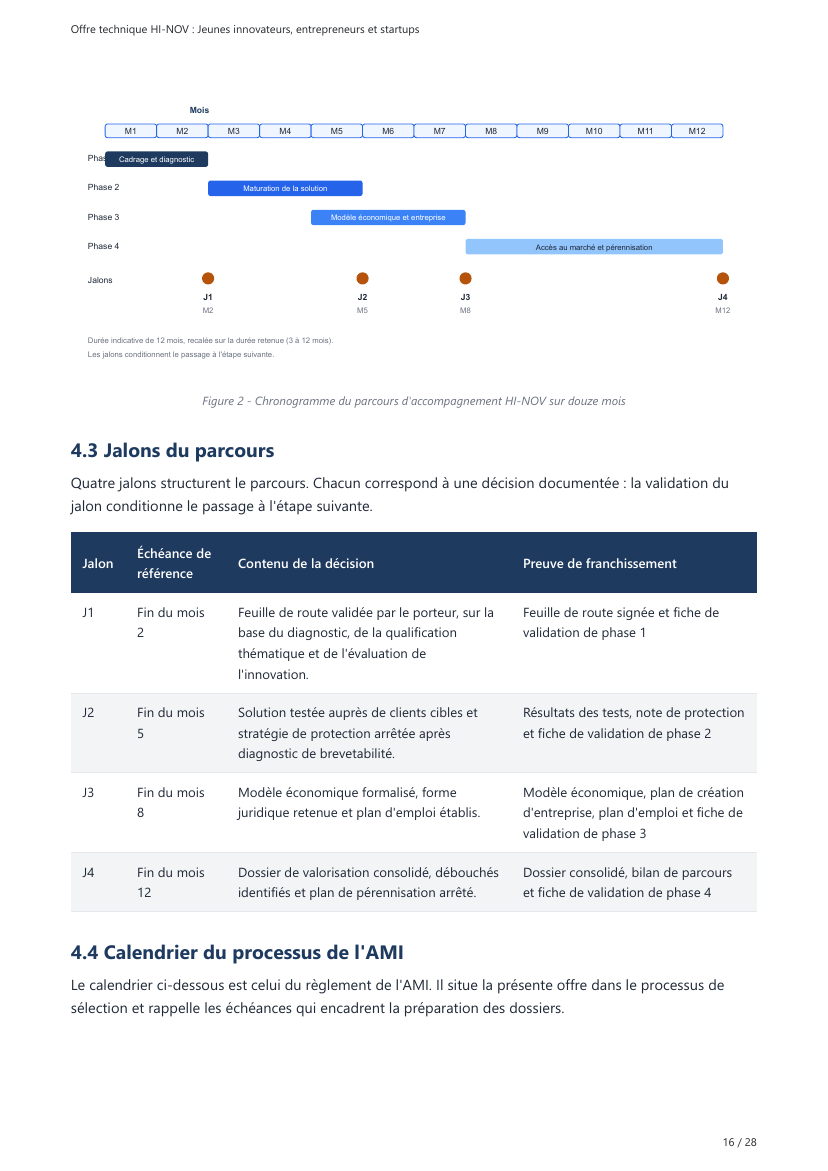 Offre technique HI-NOV : Jeunes innovateurs, entrepreneurs et startups
Mois
M1 M2 M3 M4 M5 M6 M7 M8 M9 M10 M11 M12
Phas Cadrage et diagnostic
Phase 2 Maturation de la solution
Phase 3 Modèle économique et entreprise
Phase 4 Accès au marché et pérennisation
Jalons
J1 J2 J3 J4
M2 M5 M8 M12
Durée indicative de 12 mois, recalée sur la durée retenue (3 à 12 mois).
Les jalons conditionnent le passage à l'étape suivante.
Figure 2 - Chronogramme du parcours d'accompagnement HI-NOV sur douze mois
4.3 Jalons du parcours
Quatre jalons structurent le parcours. Chacun correspond à une décision documentée : la validation du
jalon conditionne le passage à l'étape suivante.
Jalon Échéance de référence Contenu de la décision Preuve de franchissement
J1 Fin du mois Feuille de route validée par le porteur, sur la Feuille de route signée et fiche de
2 base du diagnostic, de la qualification validation de phase 1
thématique et de l'évaluation de
l'innovation.
J2 Fin du mois Solution testée auprès de clients cibles et Résultats des tests, note de protection
5 stratégie de protection arrêtée après et fiche de validation de phase 2
diagnostic de brevetabilité.
J3 Fin du mois Modèle économique formalisé, forme Modèle économique, plan de création
8 juridique retenue et plan d'emploi établis. d'entreprise, plan d'emploi et fiche de
validation de phase 3
J4 Fin du mois Dossier de valorisation consolidé, débouchés Dossier consolidé, bilan de parcours
12 identifiés et plan de pérennisation arrêté. et fiche de validation de phase 4
4.4 Calendrier du processus de l'AMI
Le calendrier ci-dessous est celui du règlement de l'AMI. Il situe la présente offre dans le processus de
sélection et rappelle les échéances qui encadrent la préparation des dossiers.
16 / 28